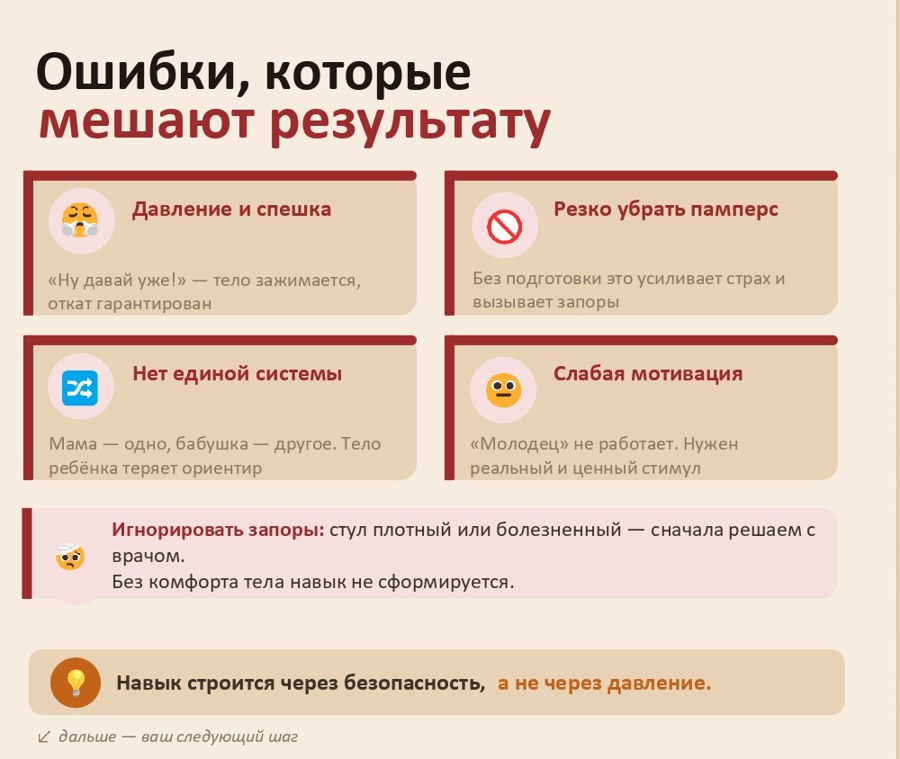 Ошибки, которые
мешают результату
Давление и спешка
«Ну давай уже!» — тело зажимается,
откат гарантирован
Резко убрать памперс
Без подготовки это усиливает страх и
вызывает запоры
Нет единой системы
Мама — одно, бабушка — другое. Тело
ребёнка теряет ориентир
Слабая мотивация
«Молодец» не работает. Нужен
реальный и ценный стимул
Игнорировать запоры: стул плотный или болезненный — сначала решаем с
врачом.
Без комфорта тела навык не сформируется.
Навык строится через безопасность, а не через давление.
↙ дальше — ваш следующий шаг